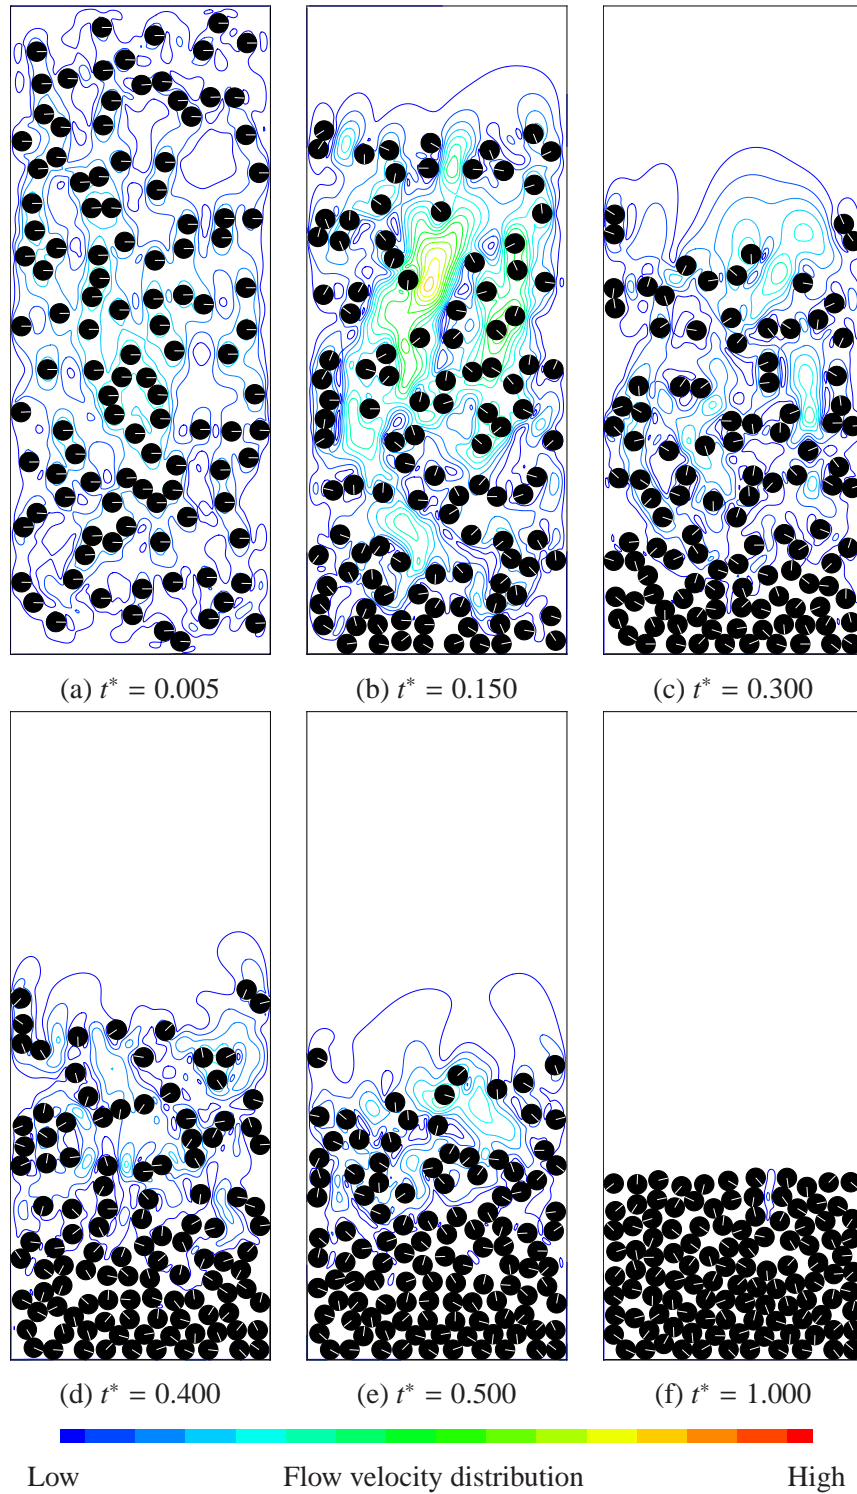 (a) t* = 0.005 (b) t* = 0.150 (c) t* = 0.300
(d) t* = 0.400 (e) t* = 0.500 (f) t* = 1.000
Low Flow velocity distribution High